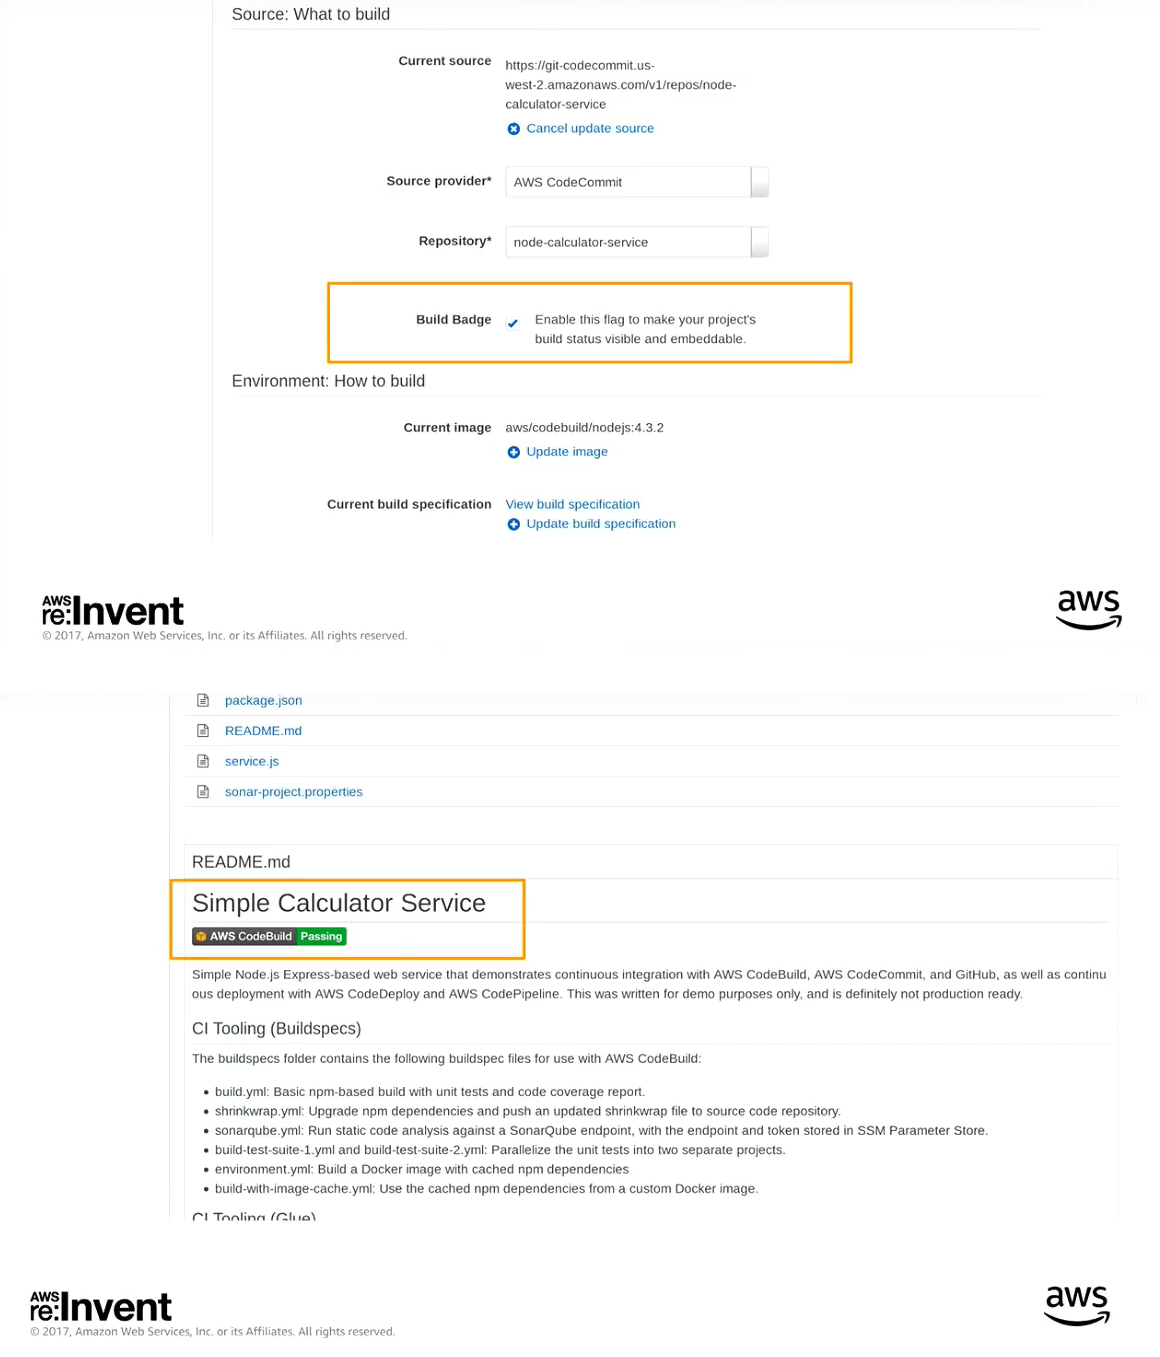 Source: What to build
Current source
https://git-codecommit.us-
west-2.amazonaws.com/v1/repos/node-
calculator-service
Cancel update source
Source provider* AWS CodeCommit
Repository* node-calculator-service
Build Badge Enable this flag to make your project's
build status visible and embeddable.
Environment: How to build
Current image aws/codebuild/nodejs:4.3.2
Update image
Current build specification View build specification
Update build specification
AWS
re:Invent
© 2017, Amazon Web Services, Inc. or its Affiliates. All rights reserved.
aws
package.json
README.md
service.js
sonar-project.properties
README.md
Simple Calculator Service
AWS CodeBuild Passing
Simple Node.js Express-based web service that demonstrates continuous integration with AWS CodeBuild, AWS CodeCommit, and GitHub, as well as continu
ous deployment with AWS CodeDeploy and AWS CodePipeline. This was written for demo purposes only, and is definitely not production ready.
CI Tooling (Buildspecs)
The buildspecs folder contains the following buildspec files for use with AWS CodeBuild:
• build.yml: Basic npm-based build with unit tests and code coverage report.
• shrinkwrap.yml: Upgrade npm dependencies and push an updated shrinkwrap file to source code repository.
• sonarqube.yml: Run static code analysis against a SonarQube endpoint, with the endpoint and token stored in SSM Parameter Store.
• build-test-suite-1.yml and build-test-suite-2.yml: Parallelize the unit tests into two separate projects.
• environment.yml: Build a Docker image with cached npm dependencies
• build-with-image-cache.yml: Use the cached npm dependencies from a custom Docker image.
CI Tooling (Glue)
AWS
re:Invent
© 2017, Amazon Web Services, Inc. or its Affiliates. All rights reserved.
aws